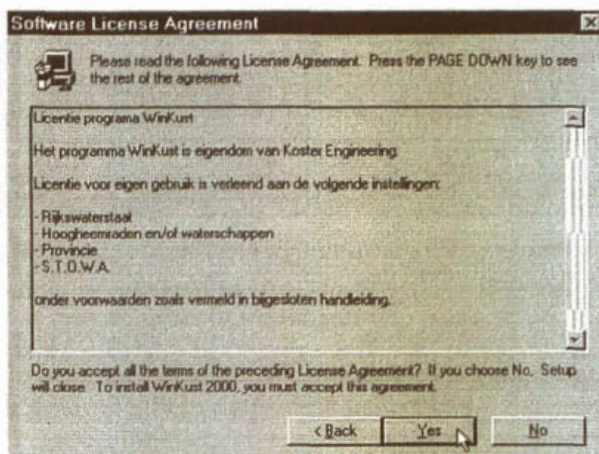 Software License Agreement
Please read the following License Agreement. Press the PAGE DOWN key to see
the rest of the agreement.
Licentie programa WinKust
Het programma WinKust is eigendom van Koster Engineering.
Licentie voor eigen gebruik is verleend aan de volgende instellingen:
- Rijkswaterstaat
- Hoogheemraden en/of waterschappen
- Provincie
- S.T.O.W.A.
onder voorwaarden zoals vermeld in bijgesloten handleiding.
Do you accept all the terms of the preceding License Agreement? If you choose No, Setup
will close. To install WinKust 2000, you must accept this agreement.
< Back
Yes
No